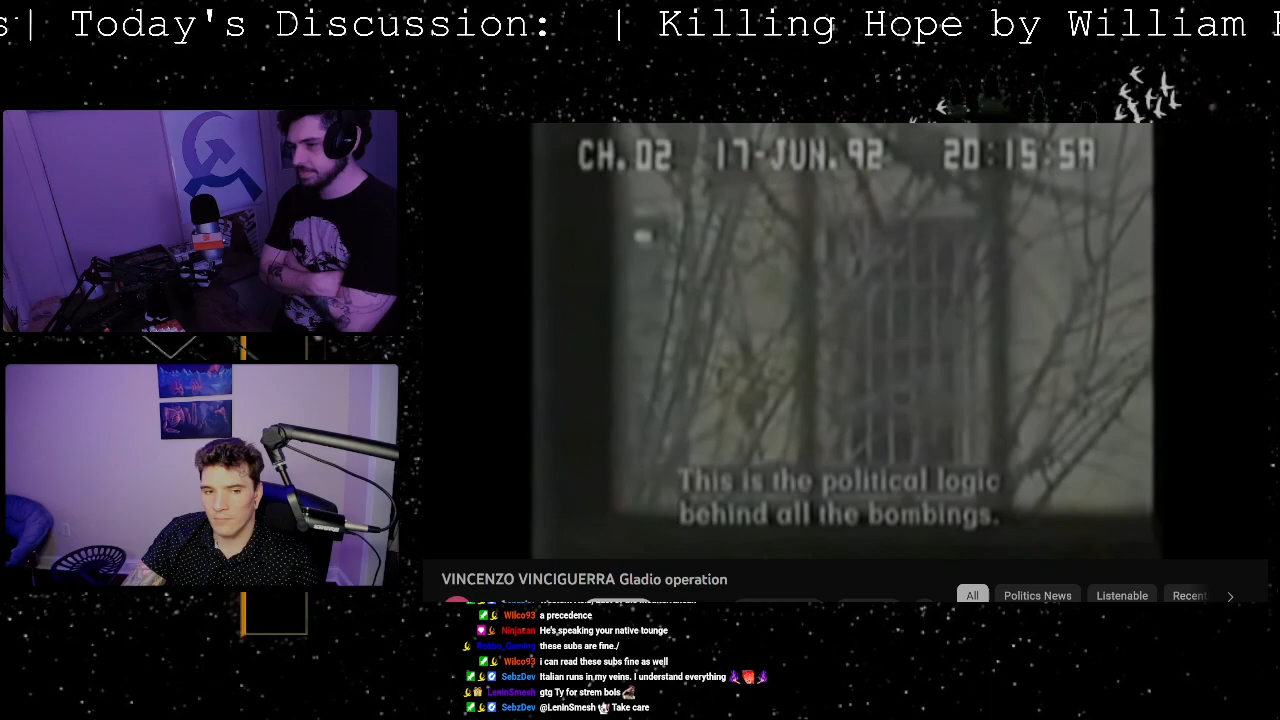 s| Today's Discussion:   | Killing Hope by William
CH.02 17-JUN.92 20:15:59
This is the political logic
behind all the bombings.
VINCENZO VINCIGUERRA Gladio operation
All Politics News Listenable Recent
Wilco93 a precedence
Ninjatan He's speaking your native tounge
these subs are fine./
Wilco93 i can read these subs fine as well
SebzDev Italian runs in my veins. I understand everything
LeninSmesh gtg Ty for strem bois
SebzDev @LeninSmesh Take care